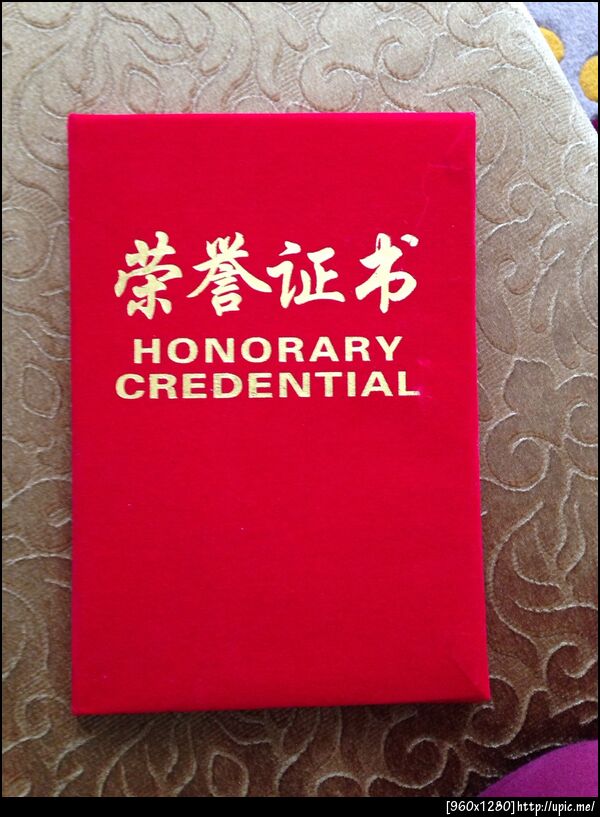 荣誉证书
HONORARY
CREDENTIAL
[960x1280]http://upic.me/